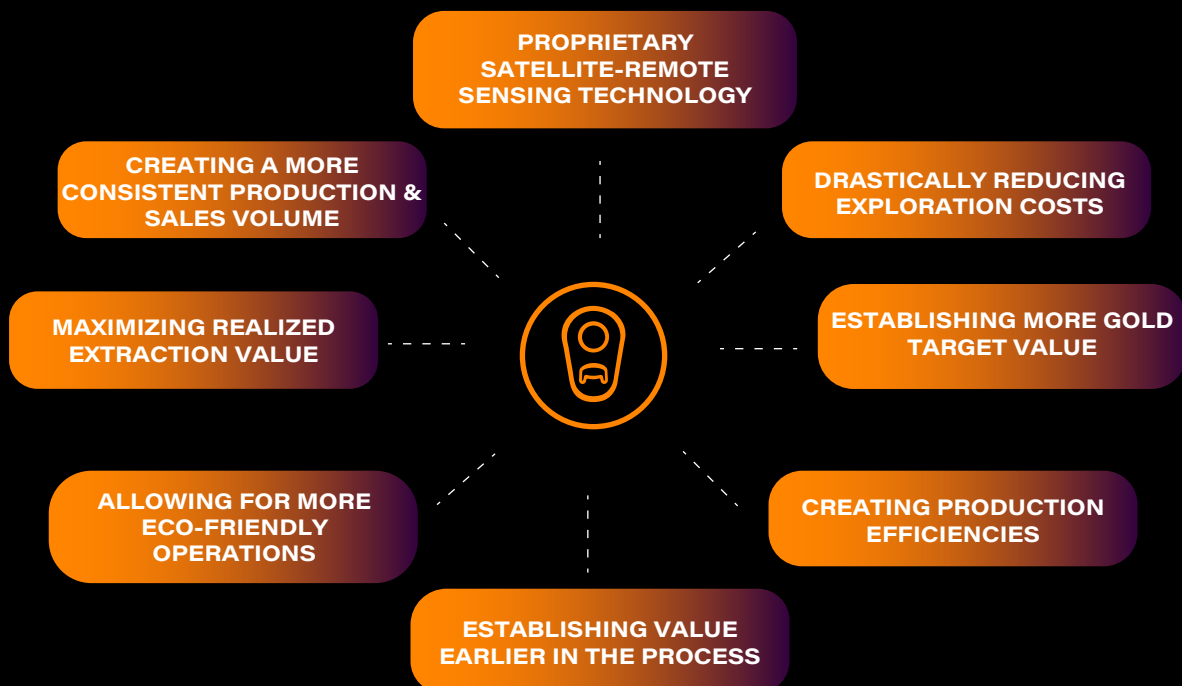 PROPRIETARY
SATELLITE-REMOTE
SENSING TECHNOLOGY
CREATING A MORE
CONSISTENT PRODUCTION &
SALES VOLUME
DRASTICALLY REDUCING
EXPLORATION COSTS
MAXIMIZING REALIZED
EXTRACTION VALUE
ESTABLISHING MORE GOLD
TARGET VALUE
ALLOWING FOR MORE
ECO-FRIENDLY
OPERATIONS
CREATING PRODUCTION
EFFICIENCIES
ESTABLISHING VALUE
EARLIER IN THE PROCESS